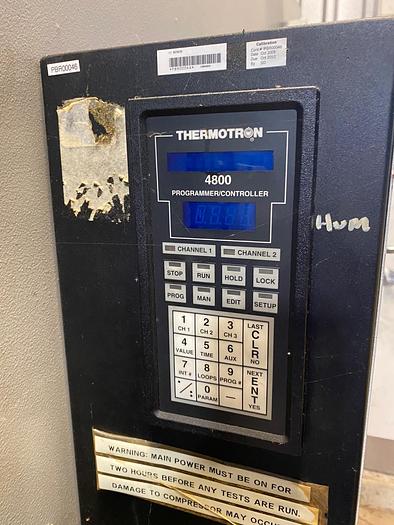 PBR00046
Calibration
THERMOTRON
4800
PROGRAMMER/CONTROLLER
HUM
CHANNEL 1
CHANNEL 2
STOP RUN HOLD LOCK
PROG MAN EDIT SETUP
1 2 3 LAST
CH 1 CH 2 CH 3 CLR
4 5 6 NO
VALUE TIME AUX
7 8 9 NEXT
INT # LOOPS PROG # ENT
0 — YES
PARAM
WARNING: MAIN POWER MUST BE ON FOR
TWO HOURS BEFORE ANY TESTS ARE RUN.
DAMAGE TO COMPRESSOR MAY OCCU